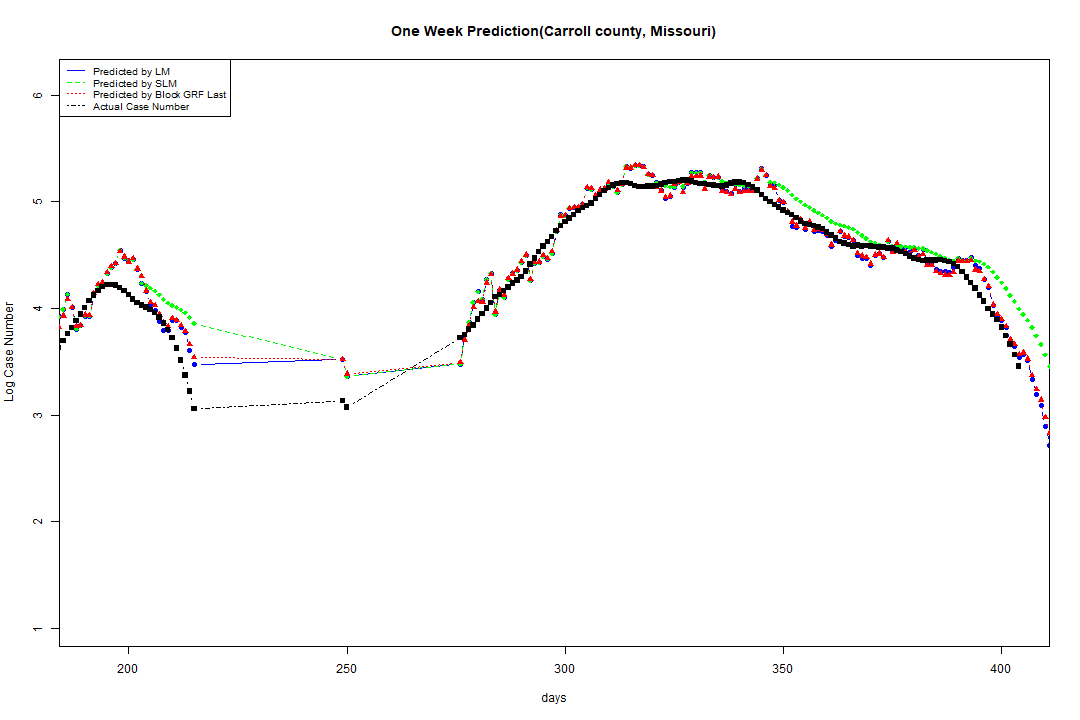 One Week Prediction(Carroll county, Missouri)
Predicted by LM
Predicted by SLM
Predicted by Block GRF Last
Actual Case Number
Log Case Number
6
5
4
3
2
1
200
250
300
350
400
days